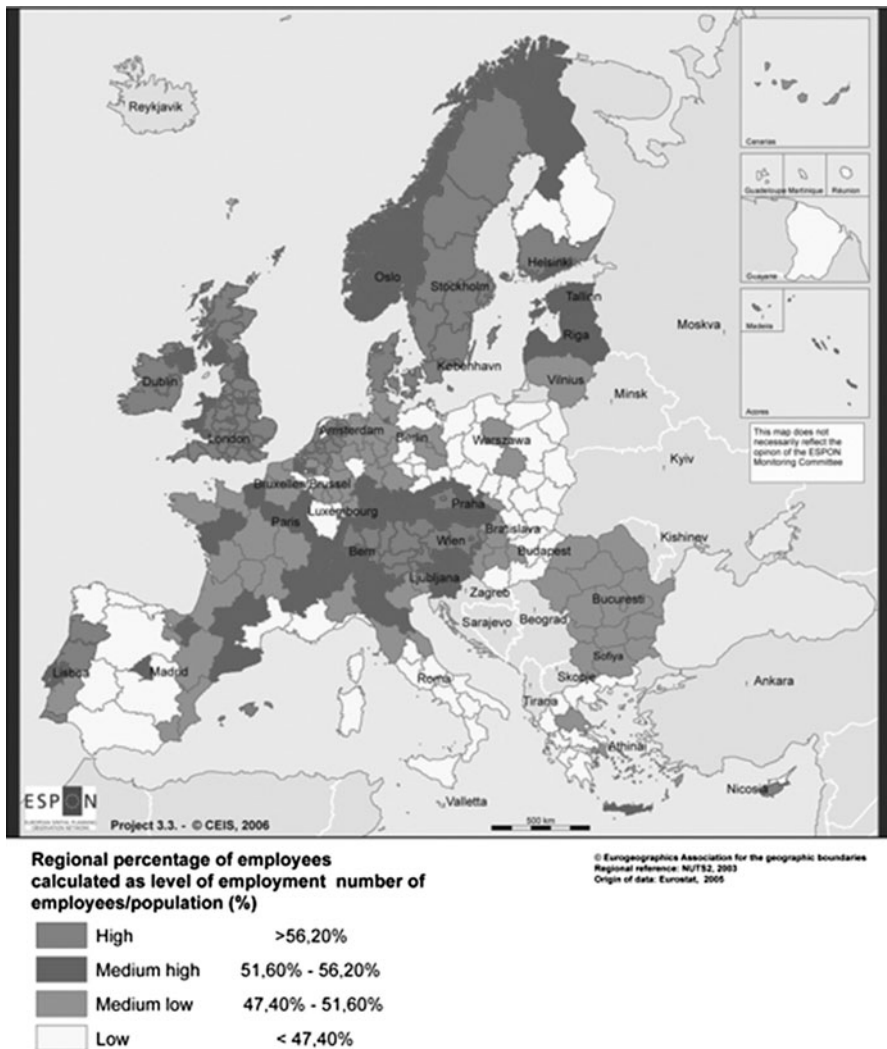 Reykjavik
Canarias
Guadeloupe Martinique Réunion
Guayane
Madeira
Acores
This map does not
necessarily reflect the
opinion of the ESPON
Monitoring Committee
Oslo
Helsinki
Stockholm
Tallinn
Riga
Moskva
København
Vilnius
Minsk
Dublin
London
Amsterdam
Berlin
Warszawa
Kyiv
Bruxelles/Brussel
Luxembourg
Praha
Paris
Bratislava
Kishinev
Bern
Wien
Budapest
Ljubljana
Zagreb
Bucuresti
Sarajevo
Beograd
Sofiya
Lisboa
Madrid
Roma
Skopje
Tirana
Ankara
Athinai
Valletta
Nicosia
ESPON
Project 3.3. - © CEIS, 2006
500 km
Regional percentage of employees
calculated as level of employment number of
employees/population (%)
High >56,20%
Medium high 51,60% - 56,20%
Medium low 47,40% - 51,60%
Low < 47,40%
© Eurogeographics Association for the geographic boundaries
Regional reference: NUTS2, 2003
Origin of data: Eurostat, 2005